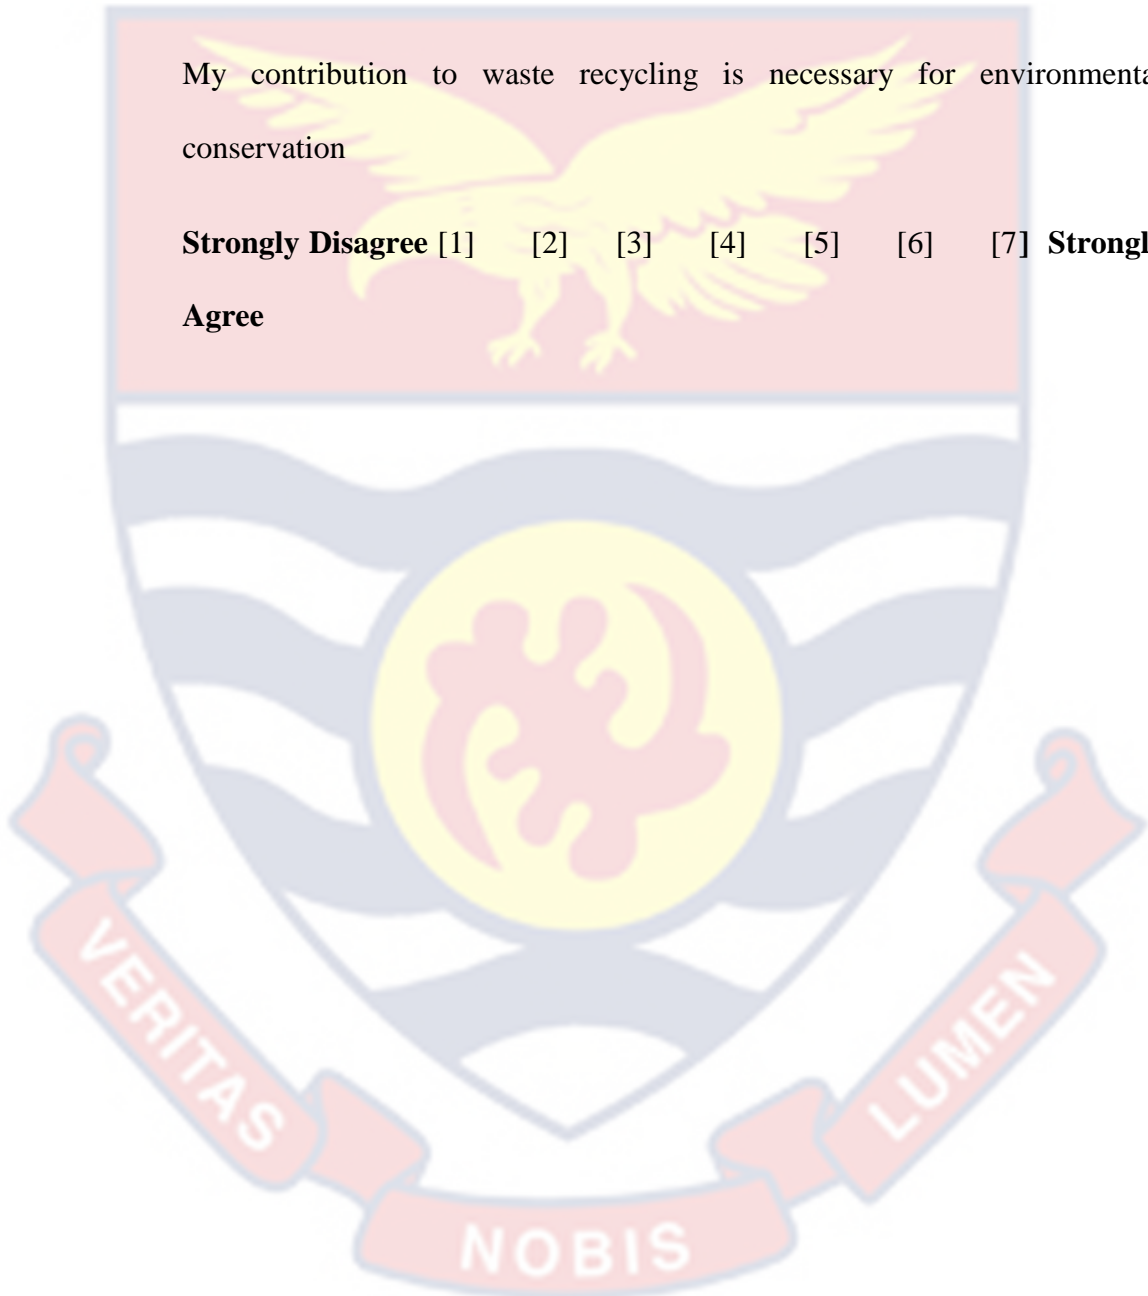 My contribution to waste recycling is necessary for environmenta
conservation
Strongly Disagree [1] [2] [3] [4] [5] [6] [7] Strongl
Agree
VERITAS
NOBIS
LUMEN